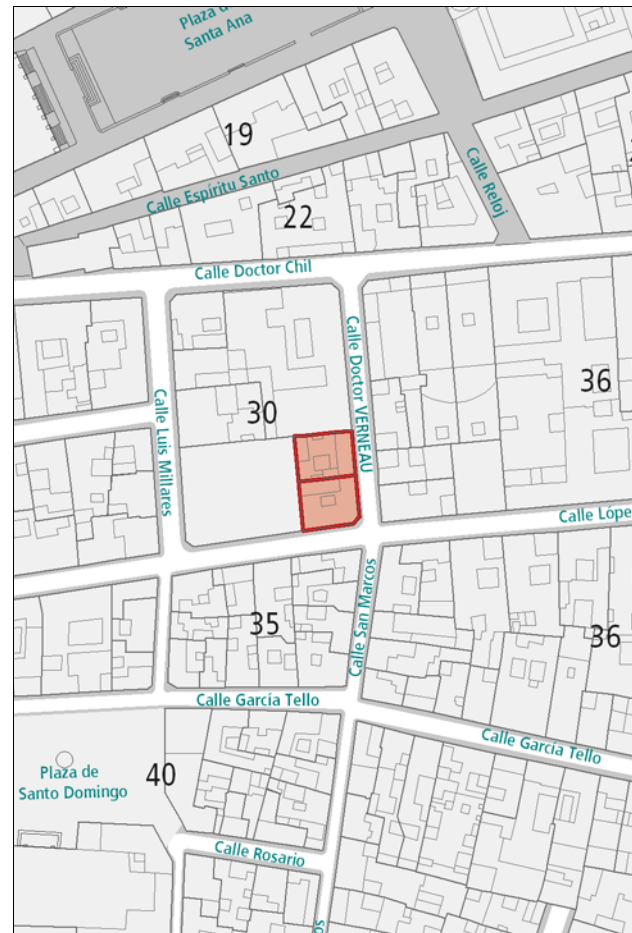 Plaza de
Santa Ana
19
Calle Espíritu Santo
Calle Reloj
22
Calle Doctor Chil
Calle Doctor VERNEAU
36
30
Calle Luis Millares
Calle Lópe
Calle San Marcos
35
36
Calle García Tello
Calle García Tello
Plaza de
Santo Domingo
40
Calle Rosario
os